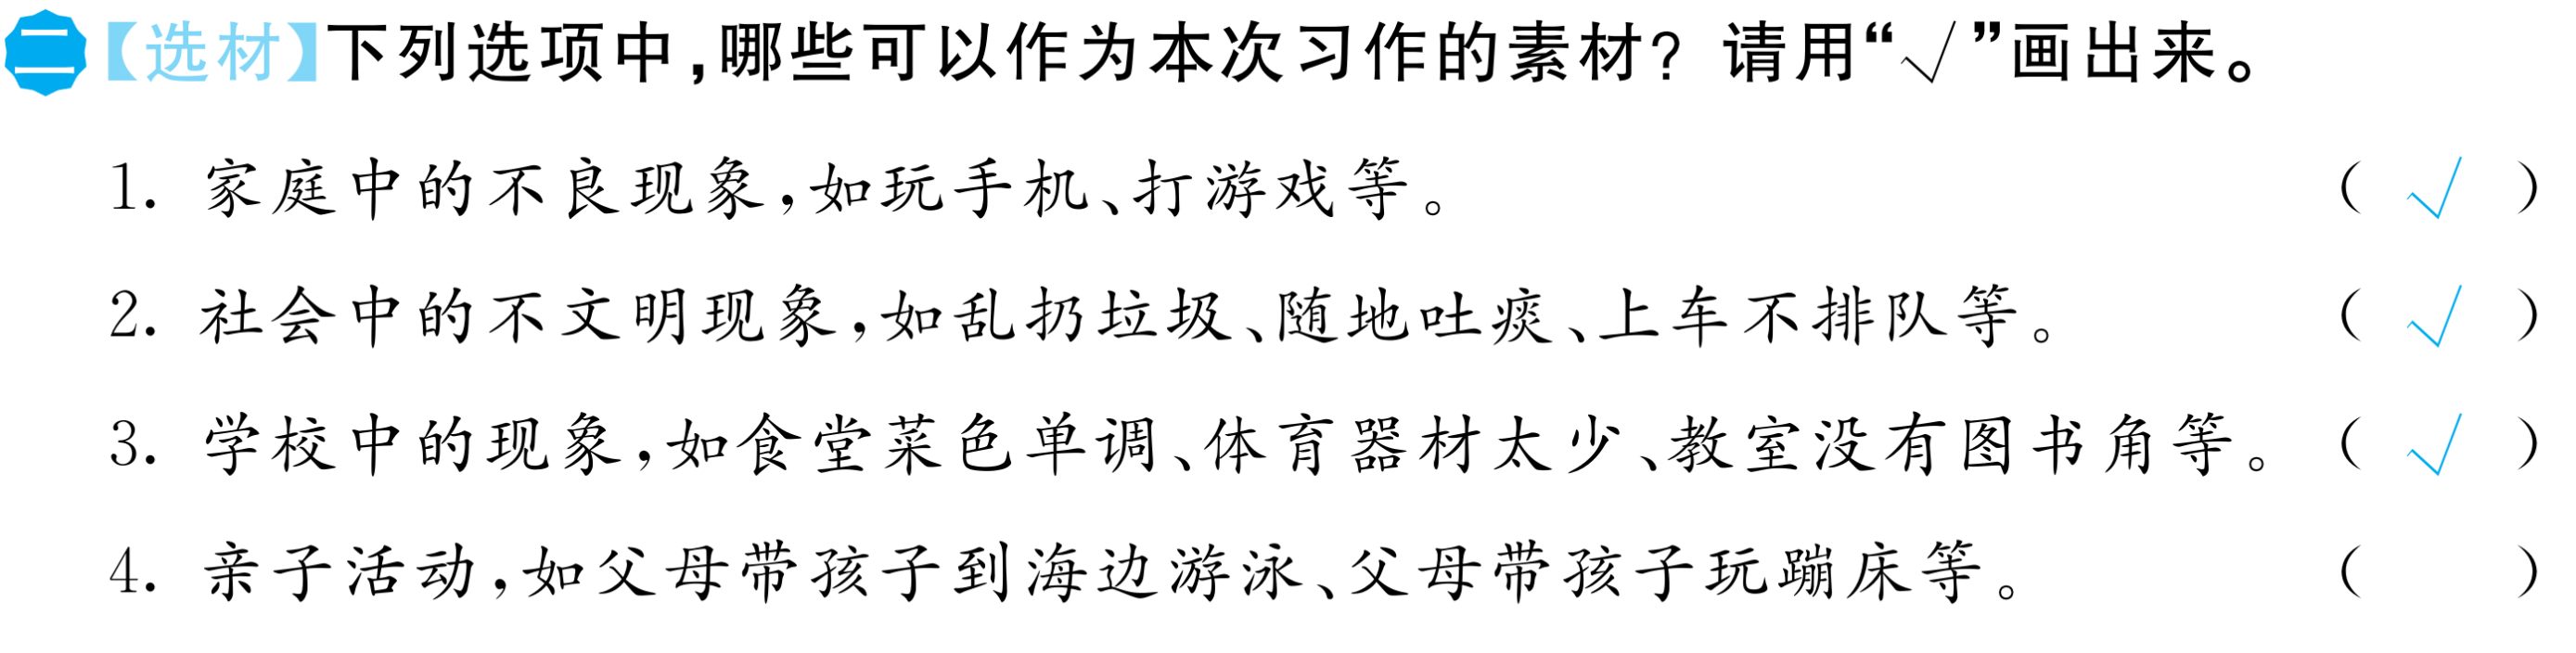 二【选材】下列选项中,哪些可以作为本次习作的素材? 请用“√”画出来。
1. 家庭中的不良现象,如玩手机、打游戏等。 ( √ )
2. 社会中的不文明现象,如乱扔垃圾、随地吐痰、上车不排队等。 ( √ )
3. 学校中的现象,如食堂菜色单调、体育器材太少、教室没有图书角等。 ( √ )
4. 亲子活动,如父母带孩子到海边游泳、父母带孩子玩蹦床等。 ( )